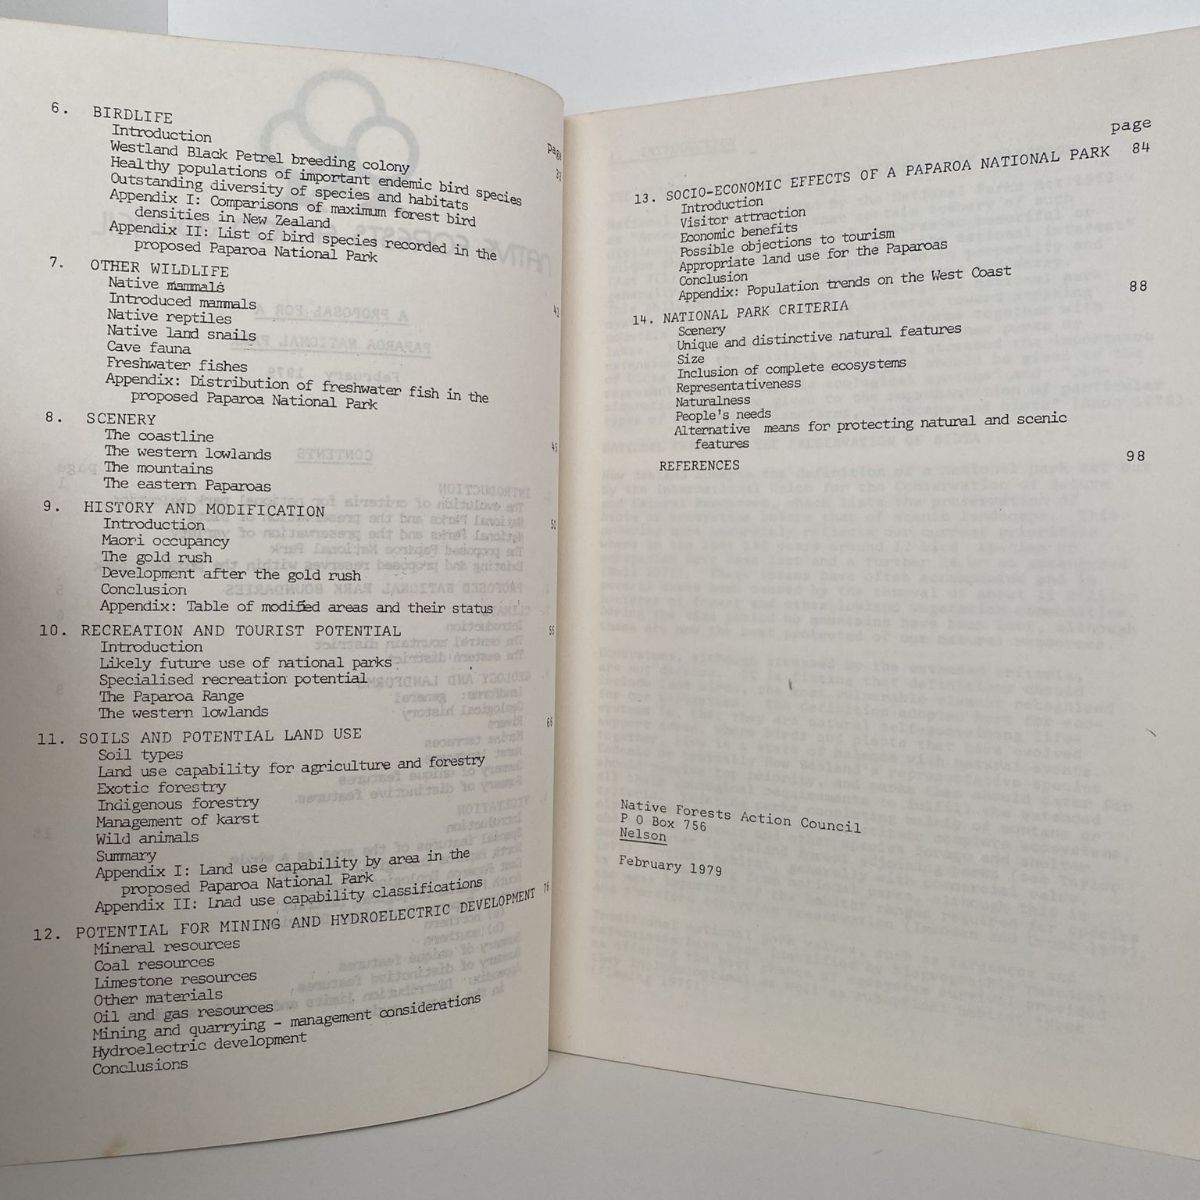 page
6. BIRDLIFE
Introduction
Westland Black Petrel breeding colony
Healthy populations of important endemic bird species
Outstanding diversity of species and habitats
Appendix I: Comparisons of maximum forest bird
densities in New Zealand
Appendix II: List of bird species recorded in the
proposed Paparoa National Park
7. OTHER WILDLIFE
Native mammals
Introduced mammals
Native reptiles
Native land snails
Cave fauna
Freshwater fishes
Appendix: Distribution of freshwater fish in the
proposed Paparoa National Park
8. SCENERY
The coastline
The western lowlands
The mountains
The eastern Paparoas
9. HISTORY AND MODIFICATION
Introduction
Maori occupancy
The gold rush
Development after the gold rush
Conclusion
Appendix: Table of modified areas and their status
10. RECREATION AND TOURIST POTENTIAL 55
Introduction
Likely future use of national parks
Specialised recreation potential
The Paparoa Range
The western lowlands
11. SOILS AND POTENTIAL LAND USE 66
Soil types
Land use capability for agriculture and forestry
Exotic forestry
Indigenous forestry
Management of karst
Wild animals
Summary
Appendix I: Land use capability by area in the
proposed Paparoa National Park
Appendix II: Lnad use capability classifications
12. POTENTIAL FOR MINING AND HYDROELECTRIC DEVELOPMENT 76
Mineral resources
Coal resources
Limestone resources
Other materials
Oil and gas resources
Mining and quarrying - management considerations
Hydroelectric development
Conclusions
page
13. SOCIO-ECONOMIC EFFECTS OF A PAPAROA NATIONAL PARK 84
Introduction
Visitor attraction
Economic benefits
Possible objections to tourism
Appropriate land use for the Paparoas
Conclusion
Appendix: Population trends on the West Coast
14. NATIONAL PARK CRITERIA 88
Scenery
Unique and distinctive natural features
Size
Inclusion of complete ecosystems
Representativeness
Naturalness
People's needs
Alternative means for protecting natural and scenic
features
REFERENCES 98
Native Forests Action Council
P O Box 756
Nelson
February 1979